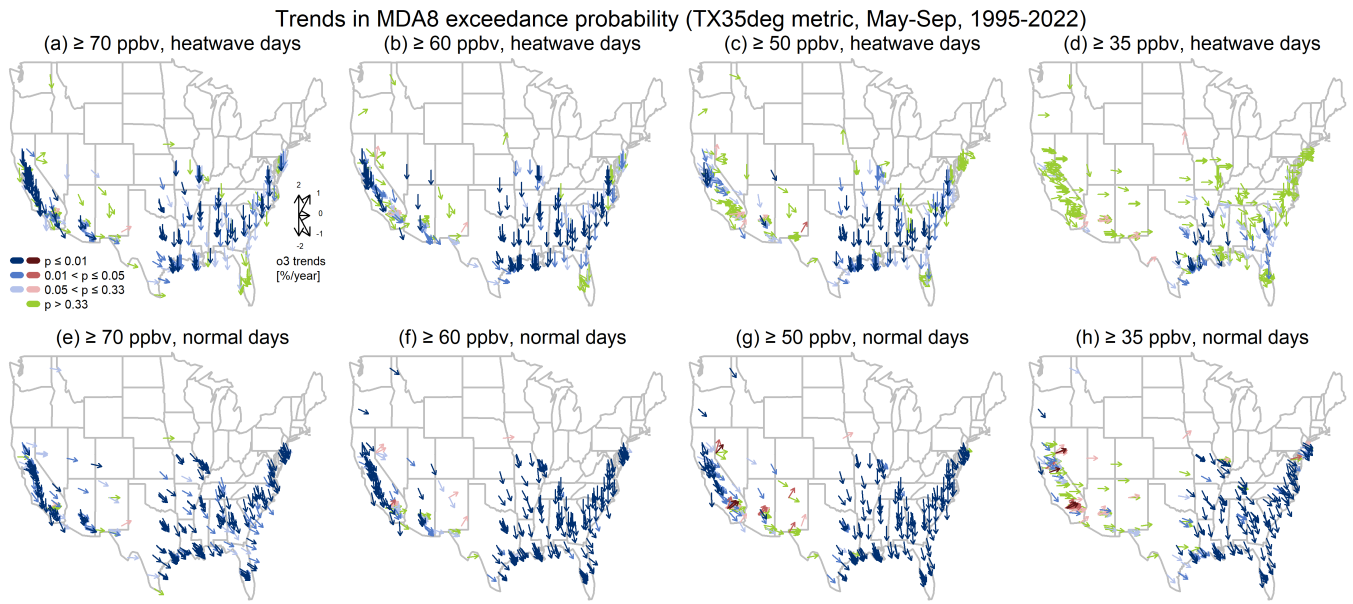 Trends in MDA8 exceedance probability (TX35deg metric, May-Sep, 1995-2022)
(a) ≥ 70 ppbv, heatwave days
(b) ≥ 60 ppbv, heatwave days
(c) ≥ 50 ppbv, heatwave days
(d) ≥ 35 ppbv, heatwave days
2
1
0
-1
-2
o3 trends
[%/year]
p ≤ 0.01
0.01 < p ≤ 0.05
0.05 < p ≤ 0.33
p > 0.33
(e) ≥ 70 ppbv, normal days
(f) ≥ 60 ppbv, normal days
(g) ≥ 50 ppbv, normal days
(h) ≥ 35 ppbv, normal days